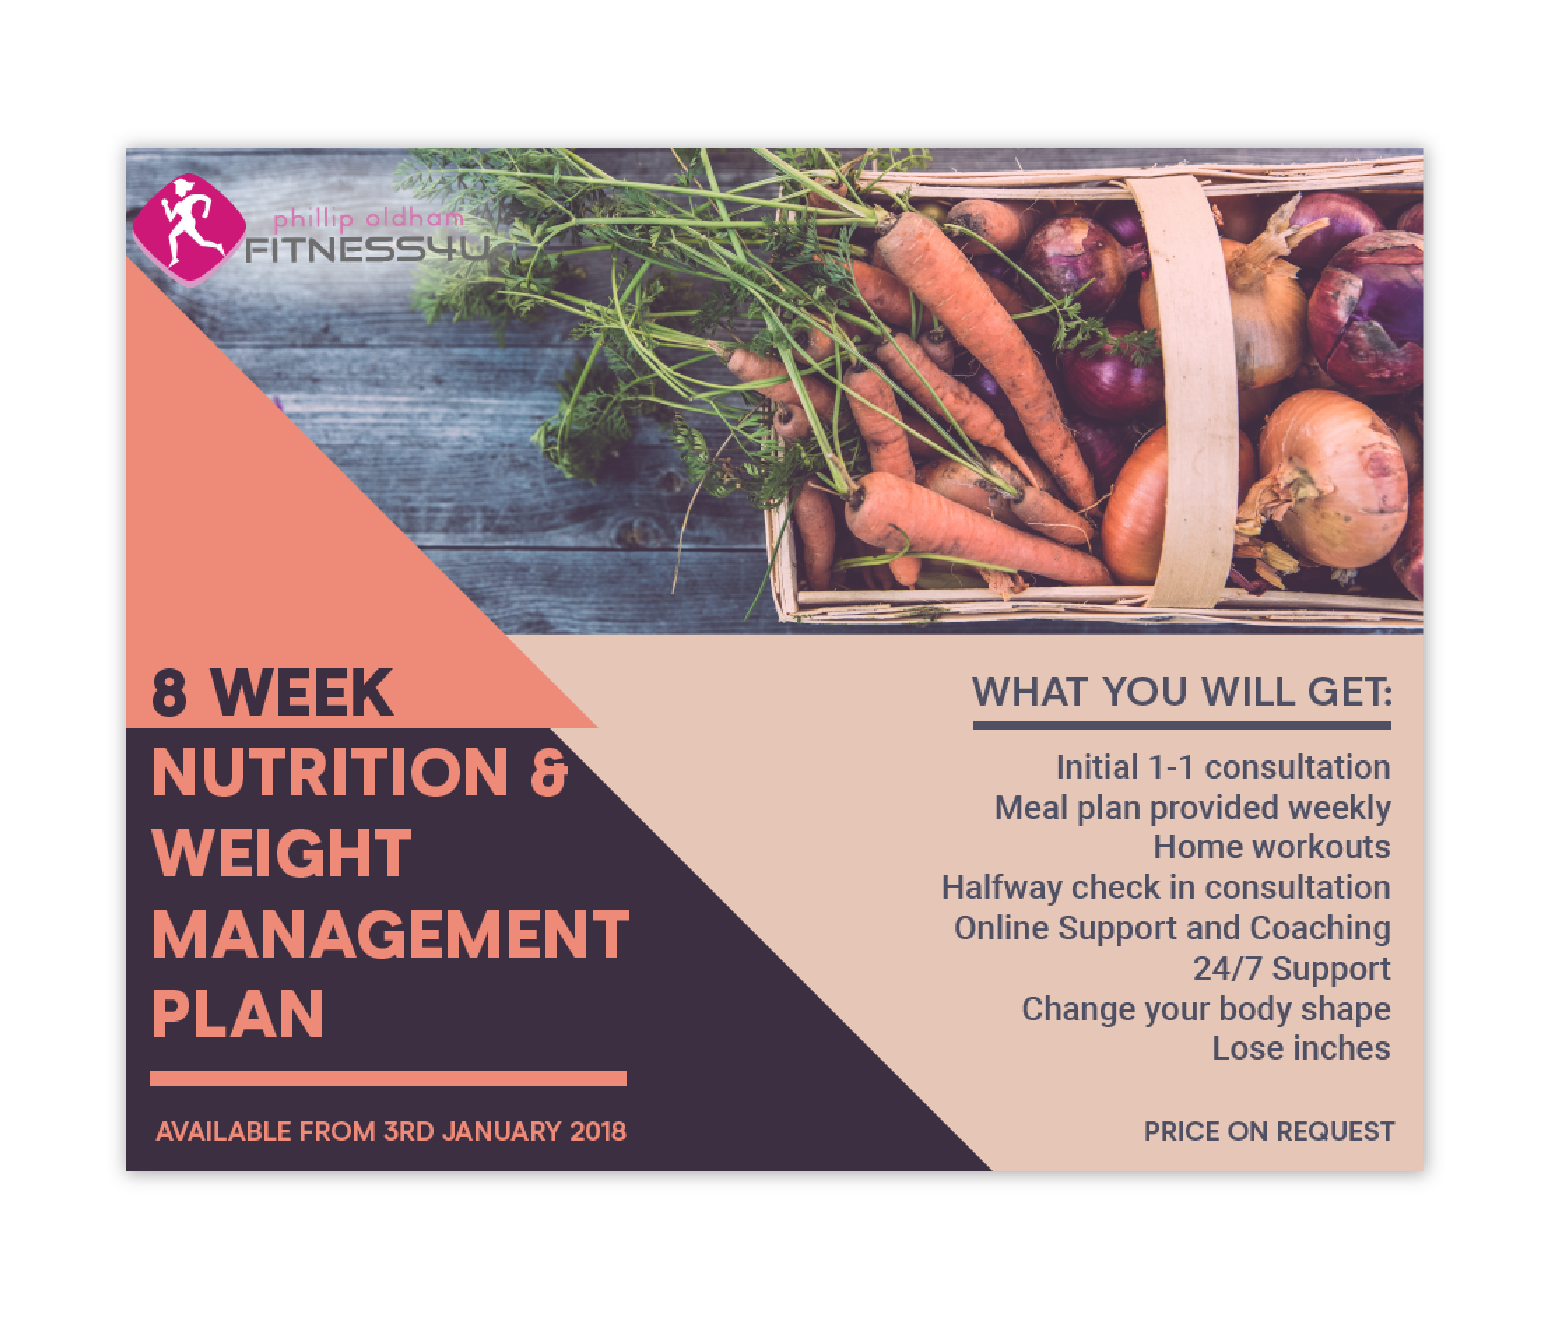 phillip oldham
FITNESS4U
8 WEEK
NUTRITION &
WEIGHT
MANAGEMENT
PLAN
AVAILABLE FROM 3RD JANUARY 2018
WHAT YOU WILL GET:
Initial 1-1 consultation
Meal plan provided weekly
Home workouts
Halfway check in consultation
Online Support and Coaching
24/7 Support
Change your body shape
Lose inches
PRICE ON REQUEST